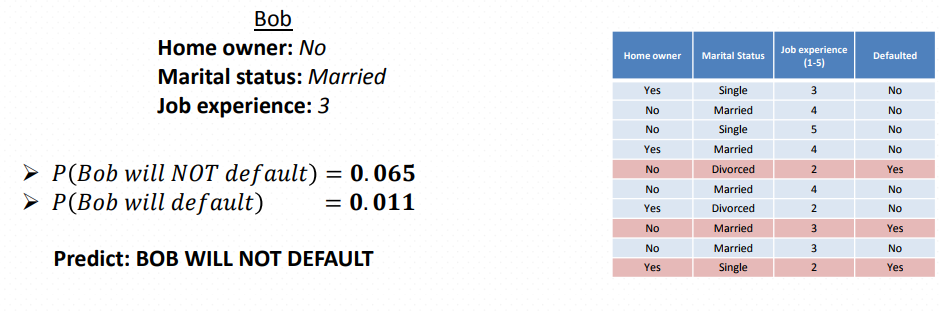 Bob
Home owner: No
Marital status: Married
Job experience: 3
➢ P(Bob will NOT default) = 0.065
➢ P(Bob will default) = 0.011
Predict: BOB WILL NOT DEFAULT
Home owner Marital Status Job experience (1-5) Defaulted
Yes Single 3 No
No Married 4 No
No Single 5 No
Yes Married 4 No
No Divorced 2 Yes
No Married 4 No
Yes Divorced 2 No
No Married 3 Yes
No Married 3 No
Yes Single 2 Yes